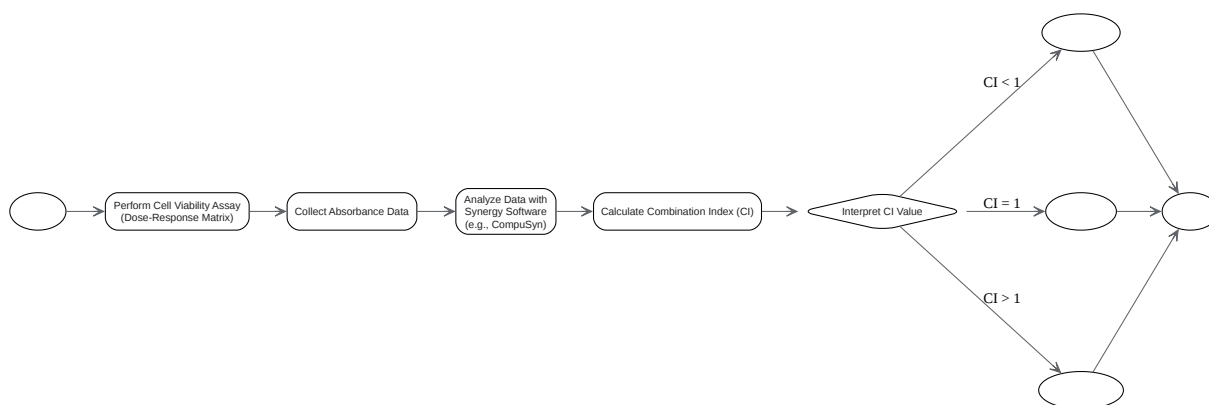 Perform Cell Viability Assay
(Dose-Response Matrix)
Collect Absorbance Data
Analyze Data with
Synergy Software
(e.g., CompuSyn)
Calculate Combination Index (CI)
Interpret CI Value
CI < 1
CI = 1
CI > 1